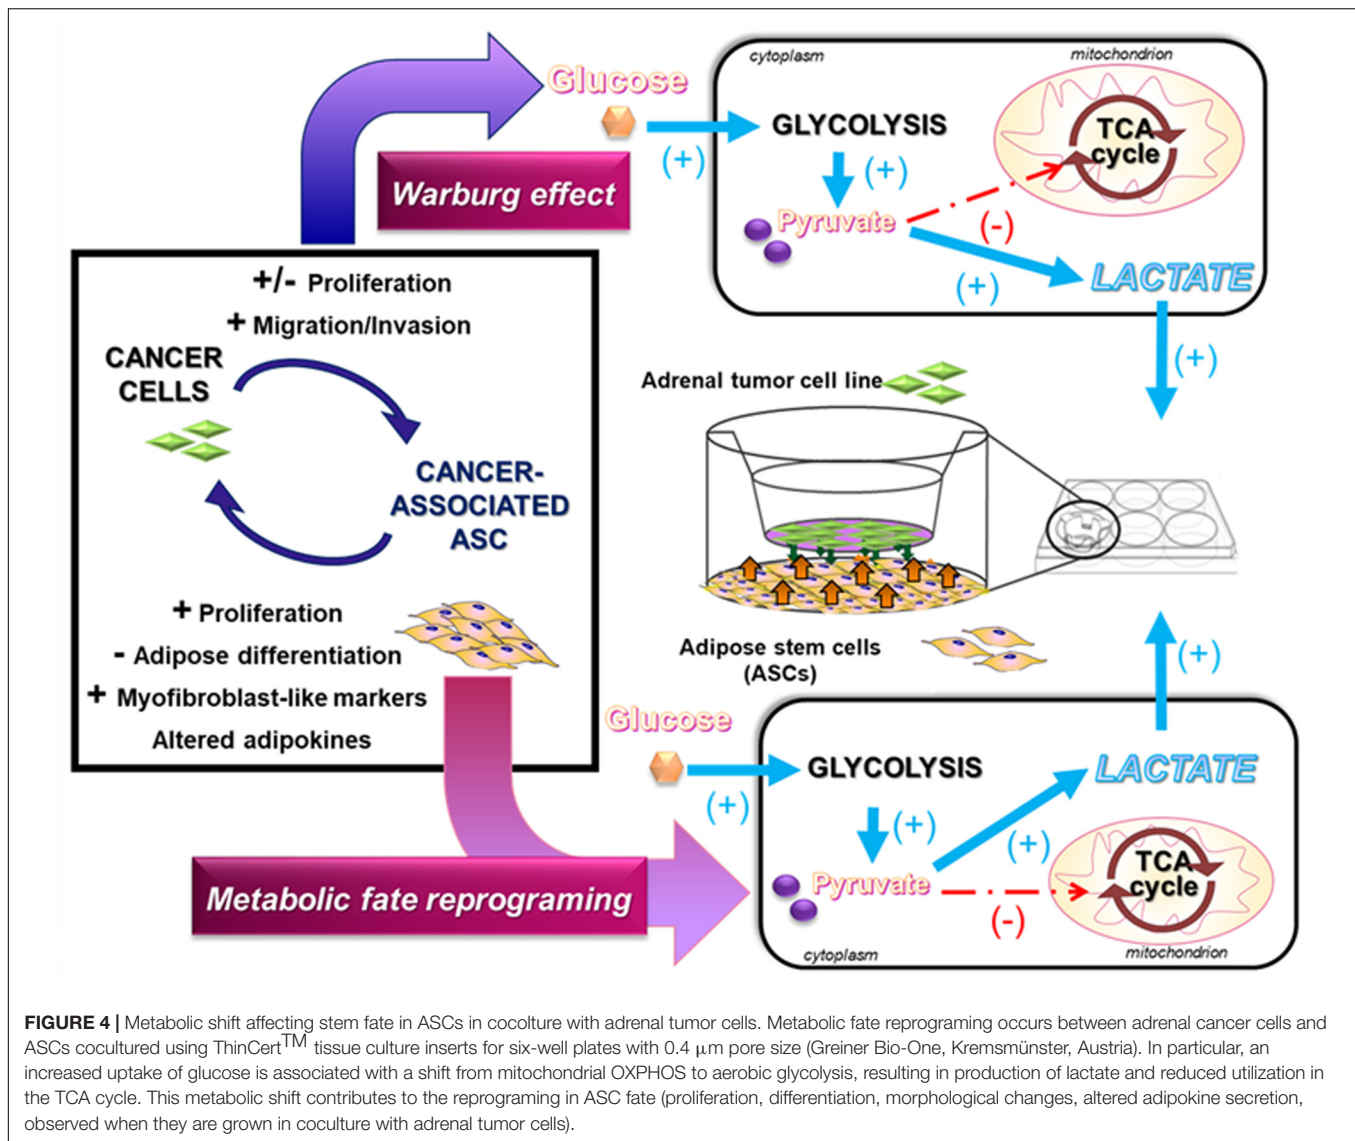 Glucose
cytoplasm
mitochondrion
GLYCOLYSIS
TCA
cycle
(+)
(+)
Warburg effect
Pyruvate
(-)
(+)
LACTATE
(+)
+/- Proliferation
+ Migration/Invasion
CANCER
CELLS
CANCER-
ASSOCIATED
ASC
+ Proliferation
- Adipose differentiation
+ Myofibroblast-like markers
Altered adipokines
Adrenal tumor cell line
Adipose stem cells
(ASCs)
(+)
Glucose
GLYCOLYSIS
LACTATE
(+)
(+)
(+)
TCA
cycle
Pyruvate
(-)
Metabolic fate reprograming
cytoplasm
mitochondrion
FIGURE 4 | Metabolic shift affecting stem fate in ASCs in cocolture with adrenal tumor cells. Metabolic fate reprograming occurs between adrenal cancer cells and
ASCs cocultured using ThinCert™ tissue culture inserts for six-well plates with 0.4 μm pore size (Greiner Bio-One, Kremsmünster, Austria). In particular, an
increased uptake of glucose is associated with a shift from mitochondrial OXPHOS to aerobic glycolysis, resulting in production of lactate and reduced utilization in
the TCA cycle. This metabolic shift contributes to the reprograming in ASC fate (proliferation, differentiation, morphological changes, altered adipokine secretion,
observed when they are grown in coculture with adrenal tumor cells).